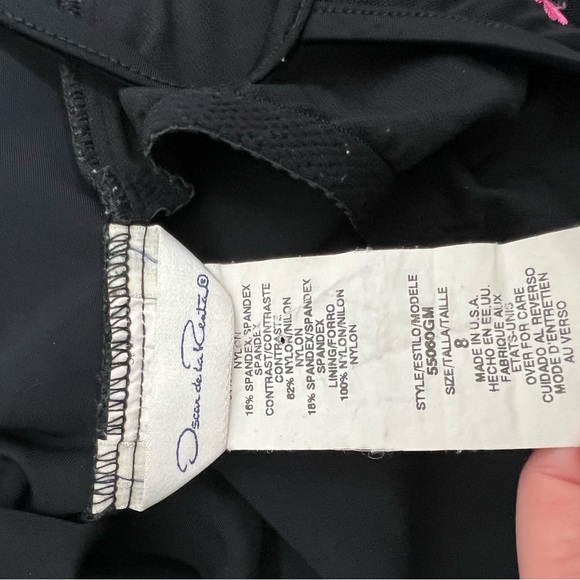 Oscar de la Renta®
NYLON
16% SPANDEX/SPANDEX
SPANDEX
CONTRAST/CONTRASTE
CONTRASTE
82% NYLON/NILON
NYLON
18% SPANDEX/SPANDEX
SPANDEX
LINING/FORRO
100% NYLON/NILON
NYLON
STYLE/ESTILO/MODELE
55060GM
SIZE/TALLA/TAILLE
8
MADE IN U.S.A.
HECHO EN EE.UU.
FABRIQUE AUX
ETATS-UNIS
OVER FOR CARE
CUIDADO AL REVERSO
MODE D'ENTRETIEN
AU VERSO